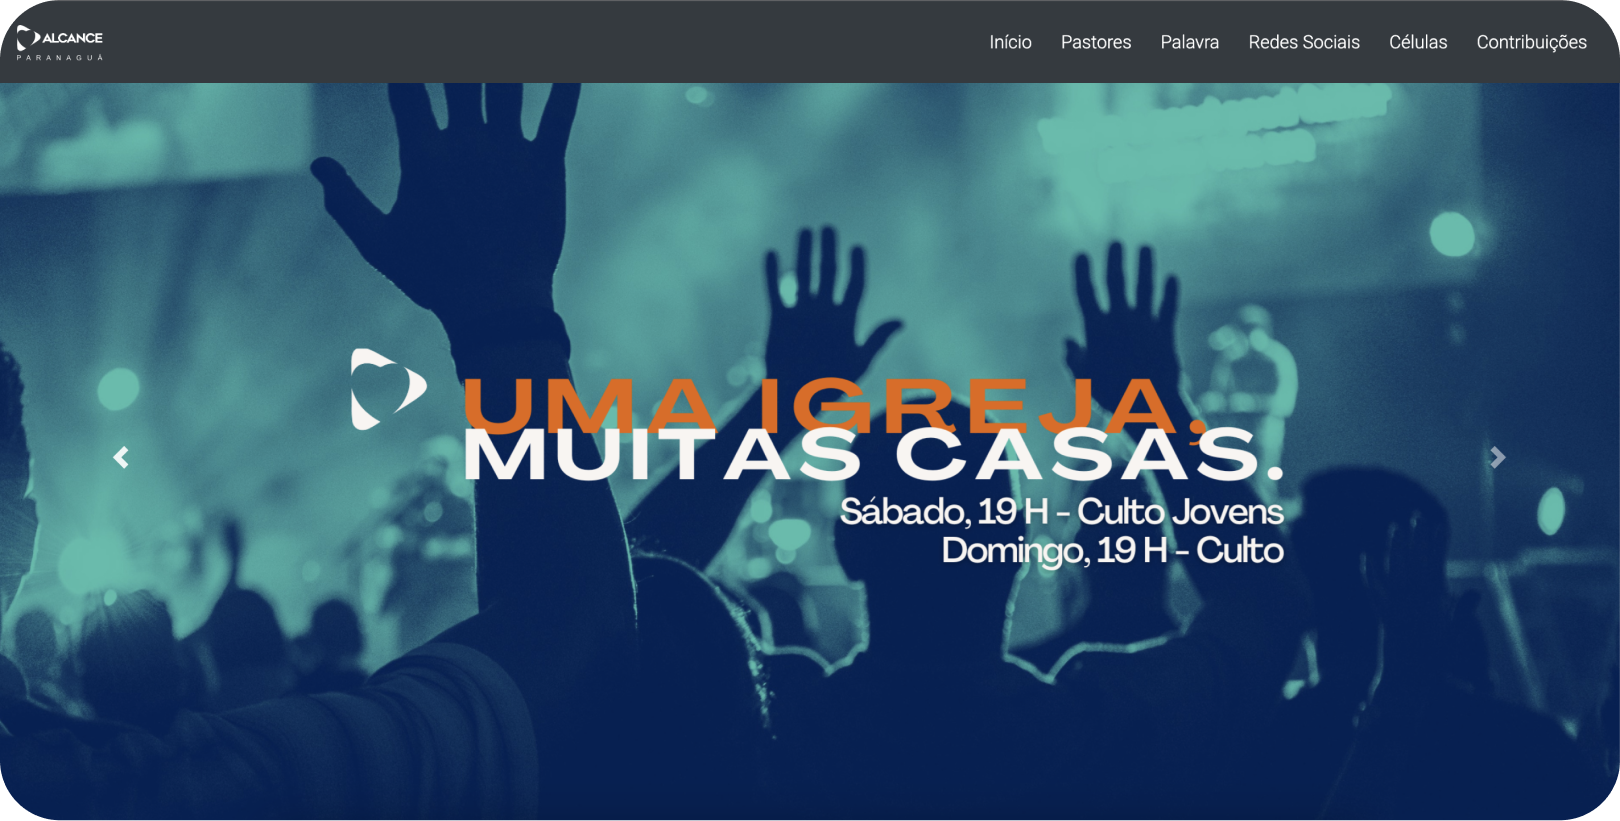 ALCANCE
PARANAGUÁ
Início Pastores Palavra Redes Sociais Células Contribuições
UMA IGREJA,
MUITAS CASAS.
Sábado, 19 H - Culto Jovens
Domingo, 19 H - Culto